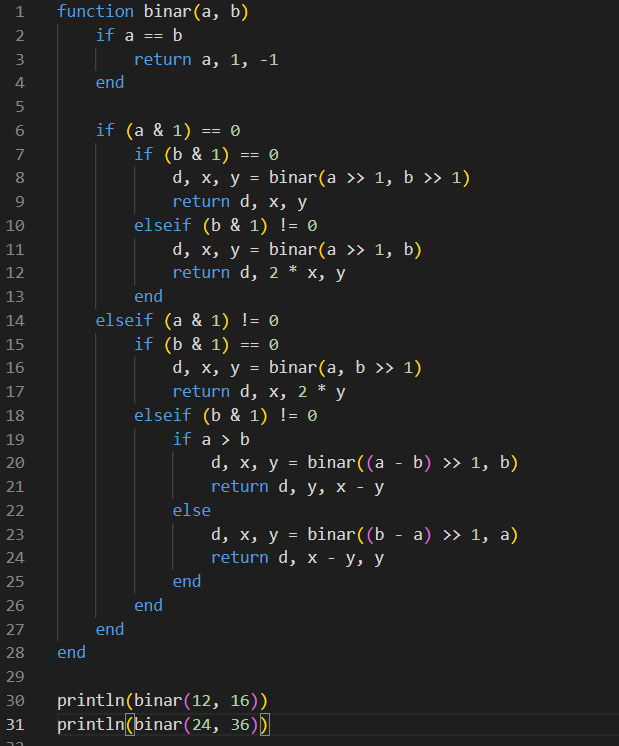 1 function binar(a, b)
2     if a == b
3         return a, 1, -1
4     end
5
6     if (a & 1) == 0
7         if (b & 1) == 0
8             d, x, y = binar(a >> 1, b >> 1)
9             return d, x, y
10         elseif (b & 1) != 0
11             d, x, y = binar(a >> 1, b)
12             return d, 2 * x, y
13         end
14     elseif (a & 1) != 0
15         if (b & 1) == 0
16             d, x, y = binar(a, b >> 1)
17             return d, x, 2 * y
18         elseif (b & 1) != 0
19             if a > b
20                 d, x, y = binar((a - b) >> 1, b)
21                 return d, y, x - y
22             else
23                 d, x, y = binar((b - a) >> 1, a)
24                 return d, x - y, y
25             end
26         end
27     end
28 end
29
30 println(binar(12, 16))
31 println(binar(24, 36))